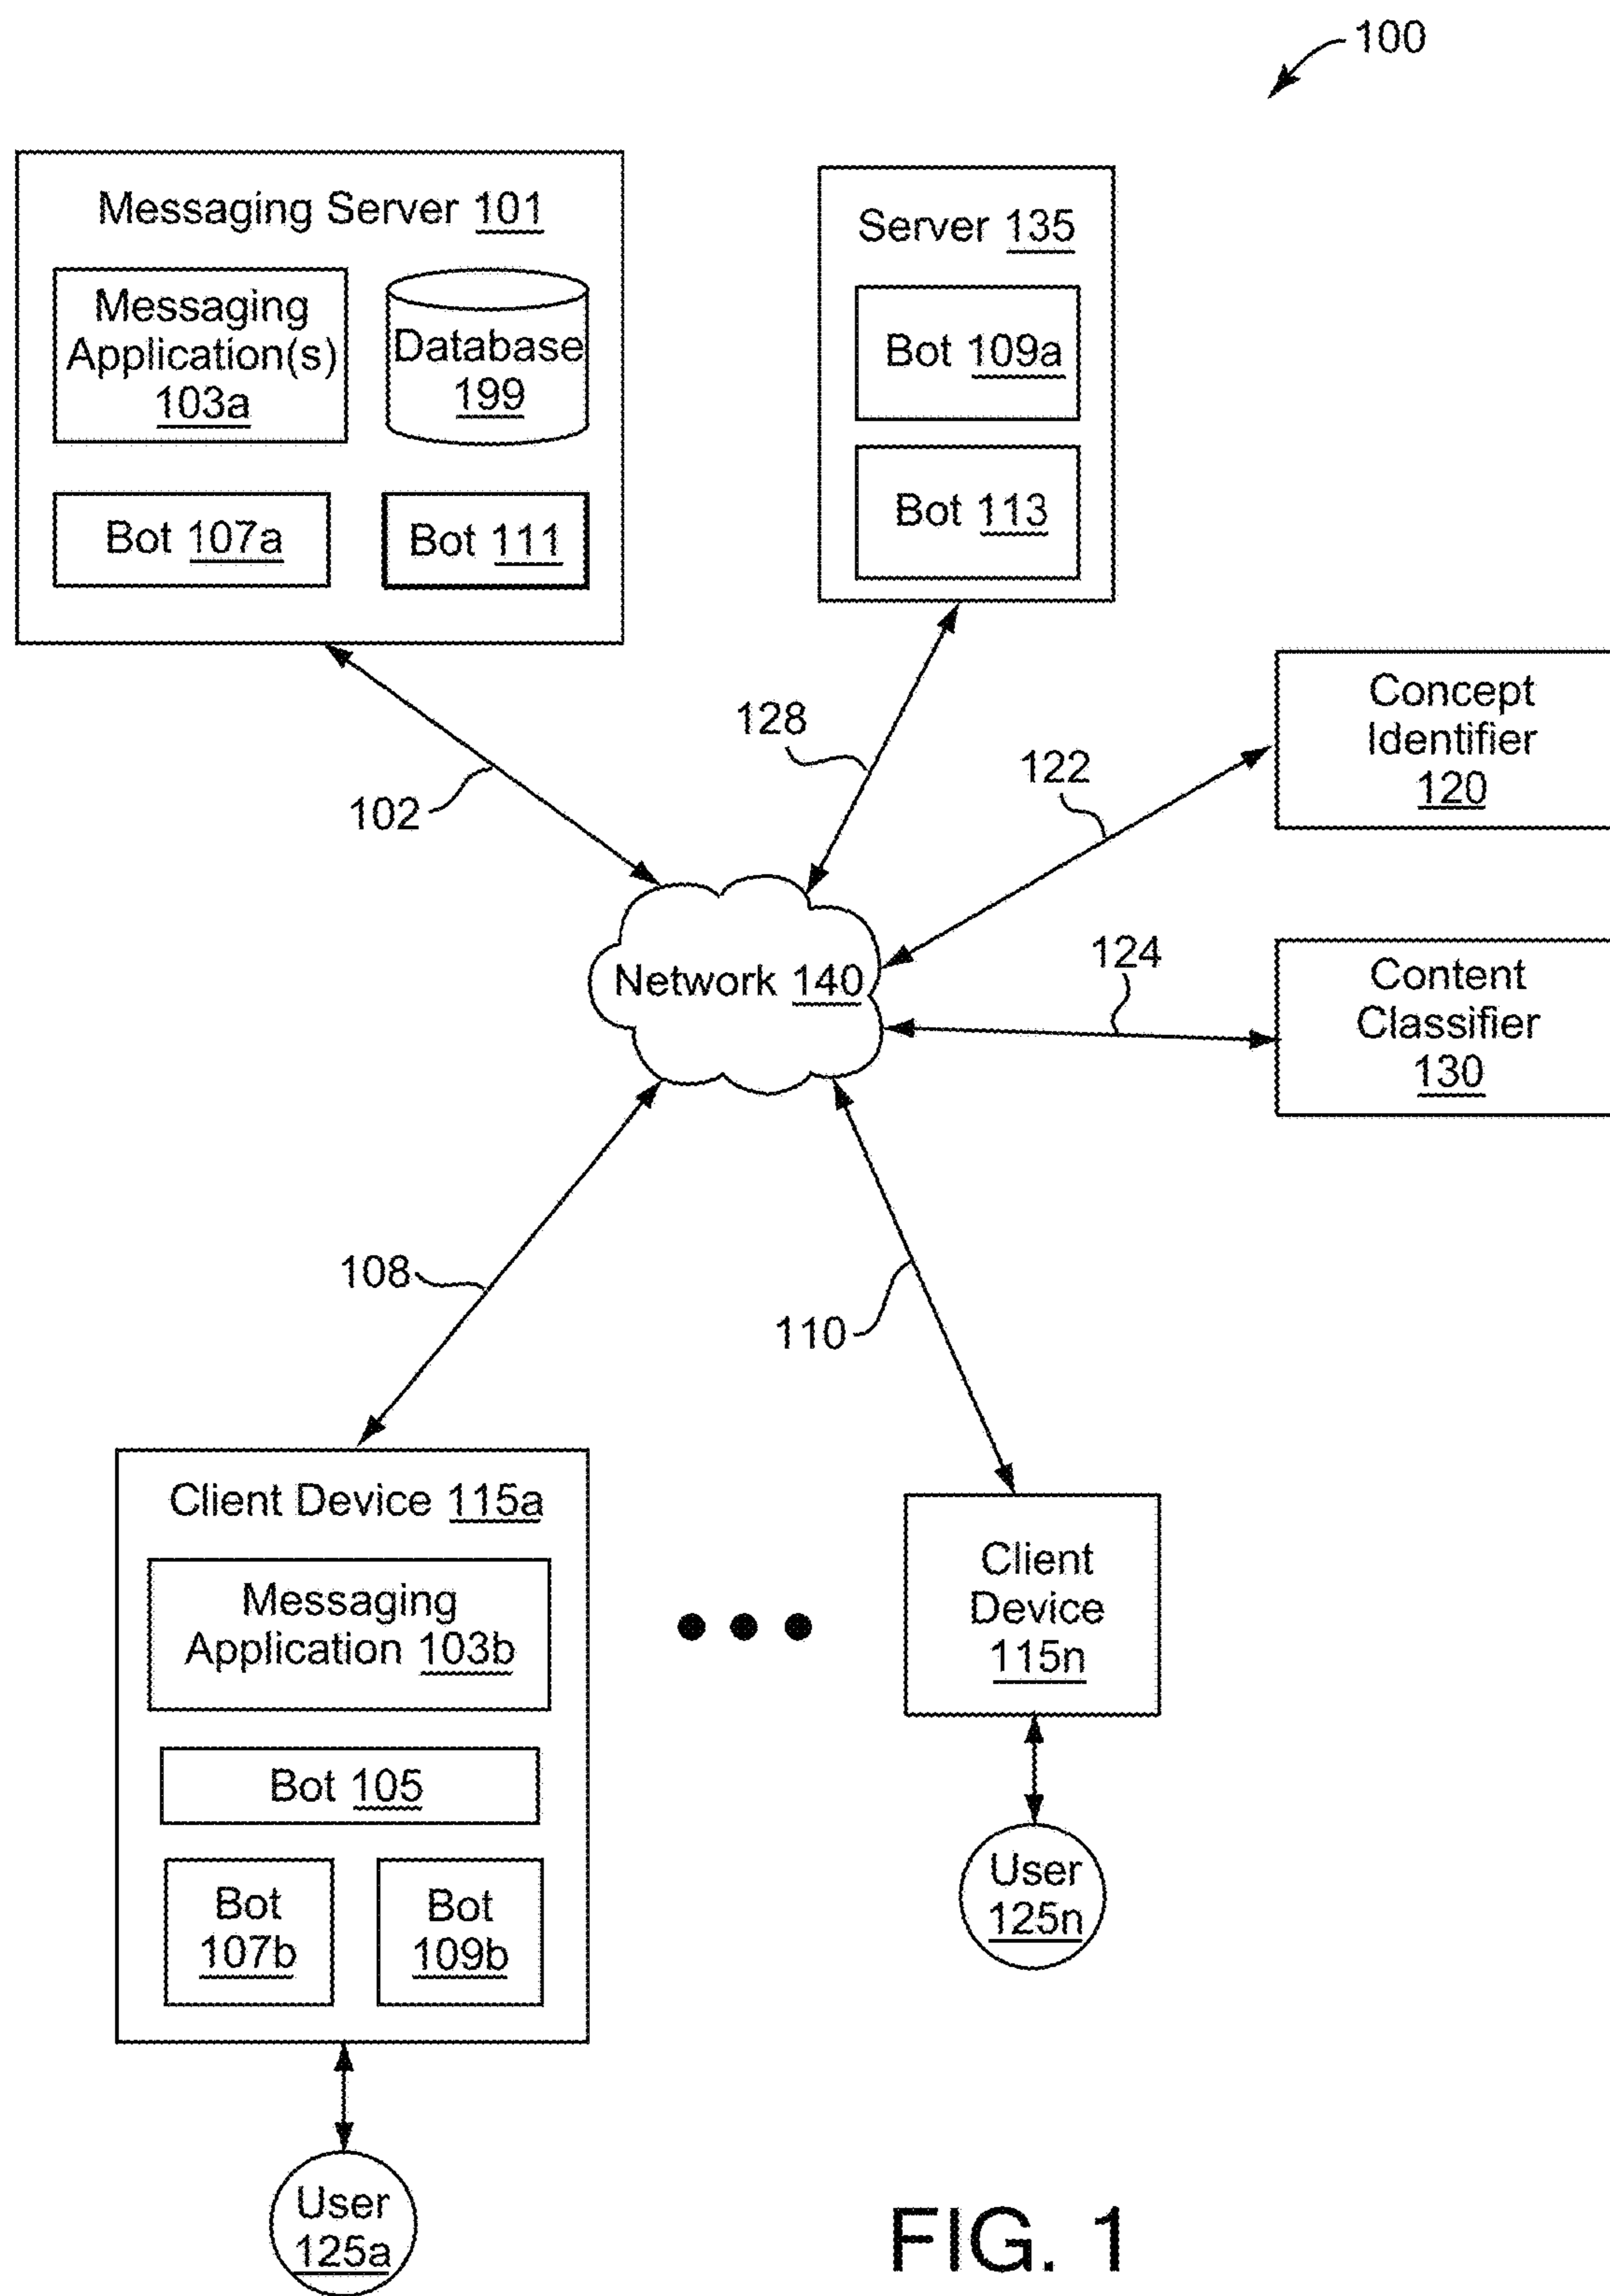 100
Messaging Server 101
Messaging
Application(s)
103a
Database
199
Bot 107a
Bot 111
Server 135
Bot 109a
Bot 113
Concept
Identifier
120
128
122
102
Network 140
124
Content
Classifier
130
108
110
Client Device 115a
Messaging
Application 103b
Bot 105
Bot
107b
Bot
109b
Client
Device
115n
User
125n
User
125a
FIG. 1